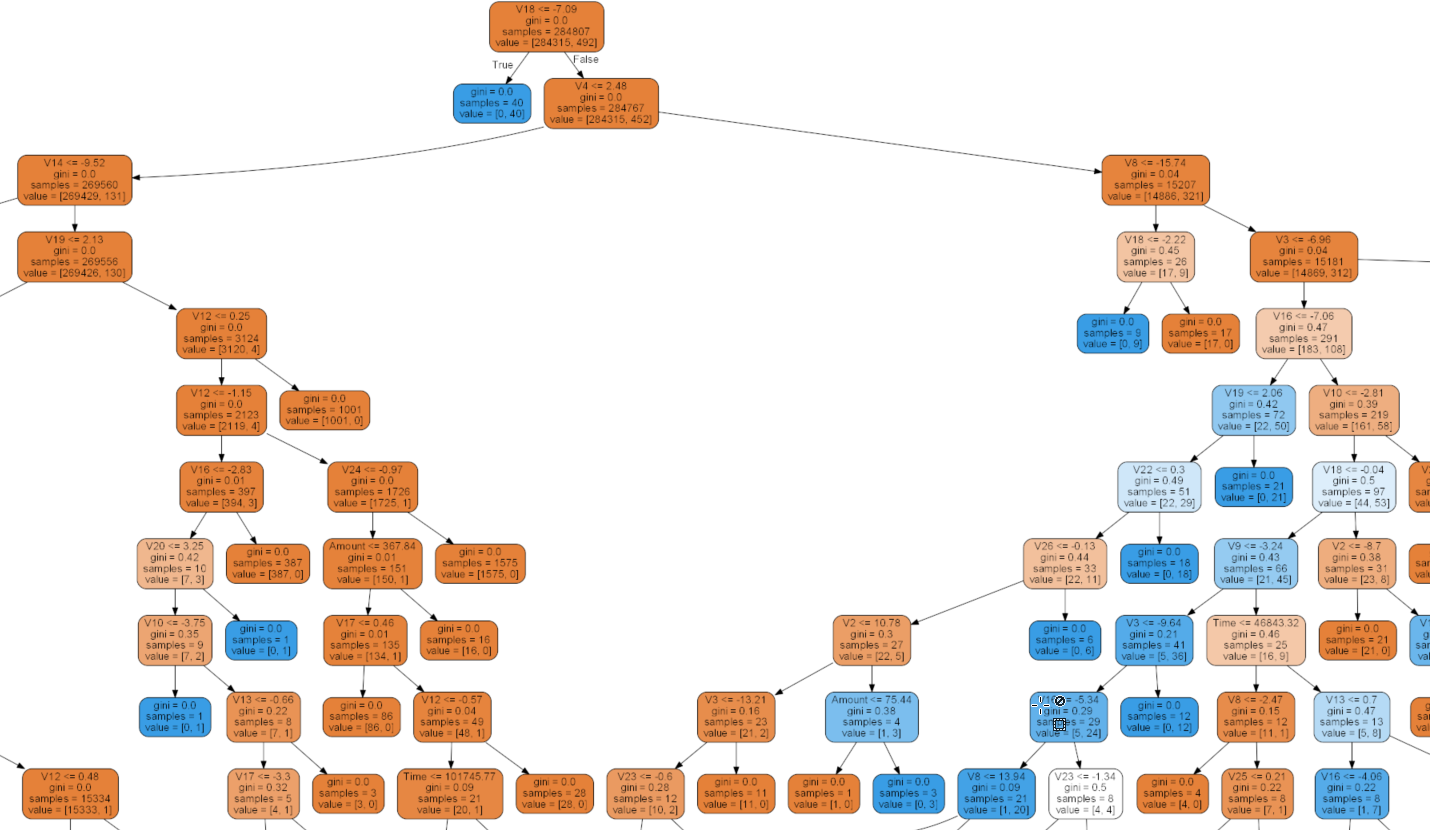 V18 <= -7.09
gini = 0.0
samples = 284807
value = [284315, 492]
True
False
gini = 0.0
samples = 40
value = [0, 40]
V4 <= 2.48
gini = 0.0
samples = 284767
value = [284315, 452]
V14 <= -9.52
gini = 0.0
samples = 269560
value = [269429, 131]
V8 <= -15.74
gini = 0.04
samples = 15207
value = [14886, 321]
V19 <= 2.13
gini = 0.0
samples = 269556
value = [269426, 130]
V18 <= -2.22
gini = 0.45
samples = 26
value = [17, 9]
V3 <= -6.96
gini = 0.04
samples = 15181
value = [14869, 312]
V12 <= 0.25
gini = 0.0
samples = 3124
value = [3120, 4]
gini = 0.0
samples = 9
value = [0, 9]
gini = 0.0
samples = 17
value = [17, 0]
V16 <= -7.06
gini = 0.47
samples = 291
value = [183, 108]
V12 <= -1.15
gini = 0.0
samples = 2123
value = [2119, 4]
gini = 0.0
samples = 1001
value = [1001, 0]
V19 <= 2.06
gini = 0.42
samples = 72
value = [22, 50]
V10 <= -2.81
gini = 0.39
samples = 219
value = [161, 58]
V16 <= -2.83
gini = 0.01
samples = 397
value = [394, 3]
V24 <= -0.97
gini = 0.0
samples = 1726
value = [1725, 1]
V22 <= 0.3
gini = 0.49
samples = 51
value = [22, 29]
gini = 0.0
samples = 21
value = [0, 21]
V18 <= -0.04
gini = 0.5
samples = 97
value = [44, 53]
V20 <= 3.25
gini = 0.42
samples = 10
value = [7, 3]
gini = 0.0
samples = 387
value = [387, 0]
Amount <= 367.84
gini = 0.01
samples = 151
value = [150, 1]
gini = 0.0
samples = 1575
value = [1575, 0]
V26 <= -0.13
gini = 0.44
samples = 33
value = [22, 11]
gini = 0.0
samples = 18
value = [0, 18]
V9 <= -3.24
gini = 0.43
samples = 66
value = [21, 45]
V2 <= -8.7
gini = 0.38
samples = 31
value = [23, 8]
V10 <= -3.75
gini = 0.35
samples = 9
value = [7, 2]
gini = 0.0
samples = 1
value = [0, 1]
V17 <= 0.46
gini = 0.01
samples = 135
value = [134, 1]
gini = 0.0
samples = 16
value = [16, 0]
V2 <= 10.78
gini = 0.3
samples = 27
value = [22, 5]
gini = 0.0
samples = 6
value = [0, 6]
V3 <= -9.64
gini = 0.21
samples = 41
value = [5, 36]
Time <= 46843.32
gini = 0.46
samples = 25
value = [16, 9]
gini = 0.0
samples = 21
value = [21, 0]
gini = 0.0
samples = 1
value = [0, 1]
V13 <= -0.66
gini = 0.22
samples = 8
value = [7, 1]
gini = 0.0
samples = 86
value = [86, 0]
V12 <= -0.57
gini = 0.04
samples = 49
value = [48, 1]
V3 <= -13.21
gini = 0.16
samples = 23
value = [21, 2]
Amount <= 75.44
gini = 0.38
samples = 4
value = [1, 3]
-5.34
gini = 0.29
samples = 29
value = [5, 24]
gini = 0.0
samples = 12
value = [0, 12]
V8 <= -2.47
gini = 0.15
samples = 12
value = [11, 1]
V13 <= 0.7
gini = 0.47
samples = 13
value = [5, 8]
V12 <= 0.48
gini = 0.0
samples = 15334
value = [15333, 1]
V17 <= -3.3
gini = 0.32
samples = 5
value = [4, 1]
gini = 0.0
samples = 3
value = [3, 0]
Time <= 101745.77
gini = 0.09
samples = 21
value = [20, 1]
gini = 0.0
samples = 28
value = [28, 0]
V23 <= -0.6
gini = 0.28
samples = 12
value = [10, 2]
gini = 0.0
samples = 11
value = [11, 0]
gini = 0.0
samples = 1
value = [1, 0]
gini = 0.0
samples = 3
value = [0, 3]
V8 <= 13.94
gini = 0.09
samples = 21
value = [1, 20]
V23 <= -1.34
gini = 0.5
samples = 8
value = [4, 4]
gini = 0.0
samples = 4
value = [4, 0]
V25 <= 0.21
gini = 0.22
samples = 8
value = [7, 1]
V16 <= -4.06
gini = 0.22
samples = 8
value = [1, 7]